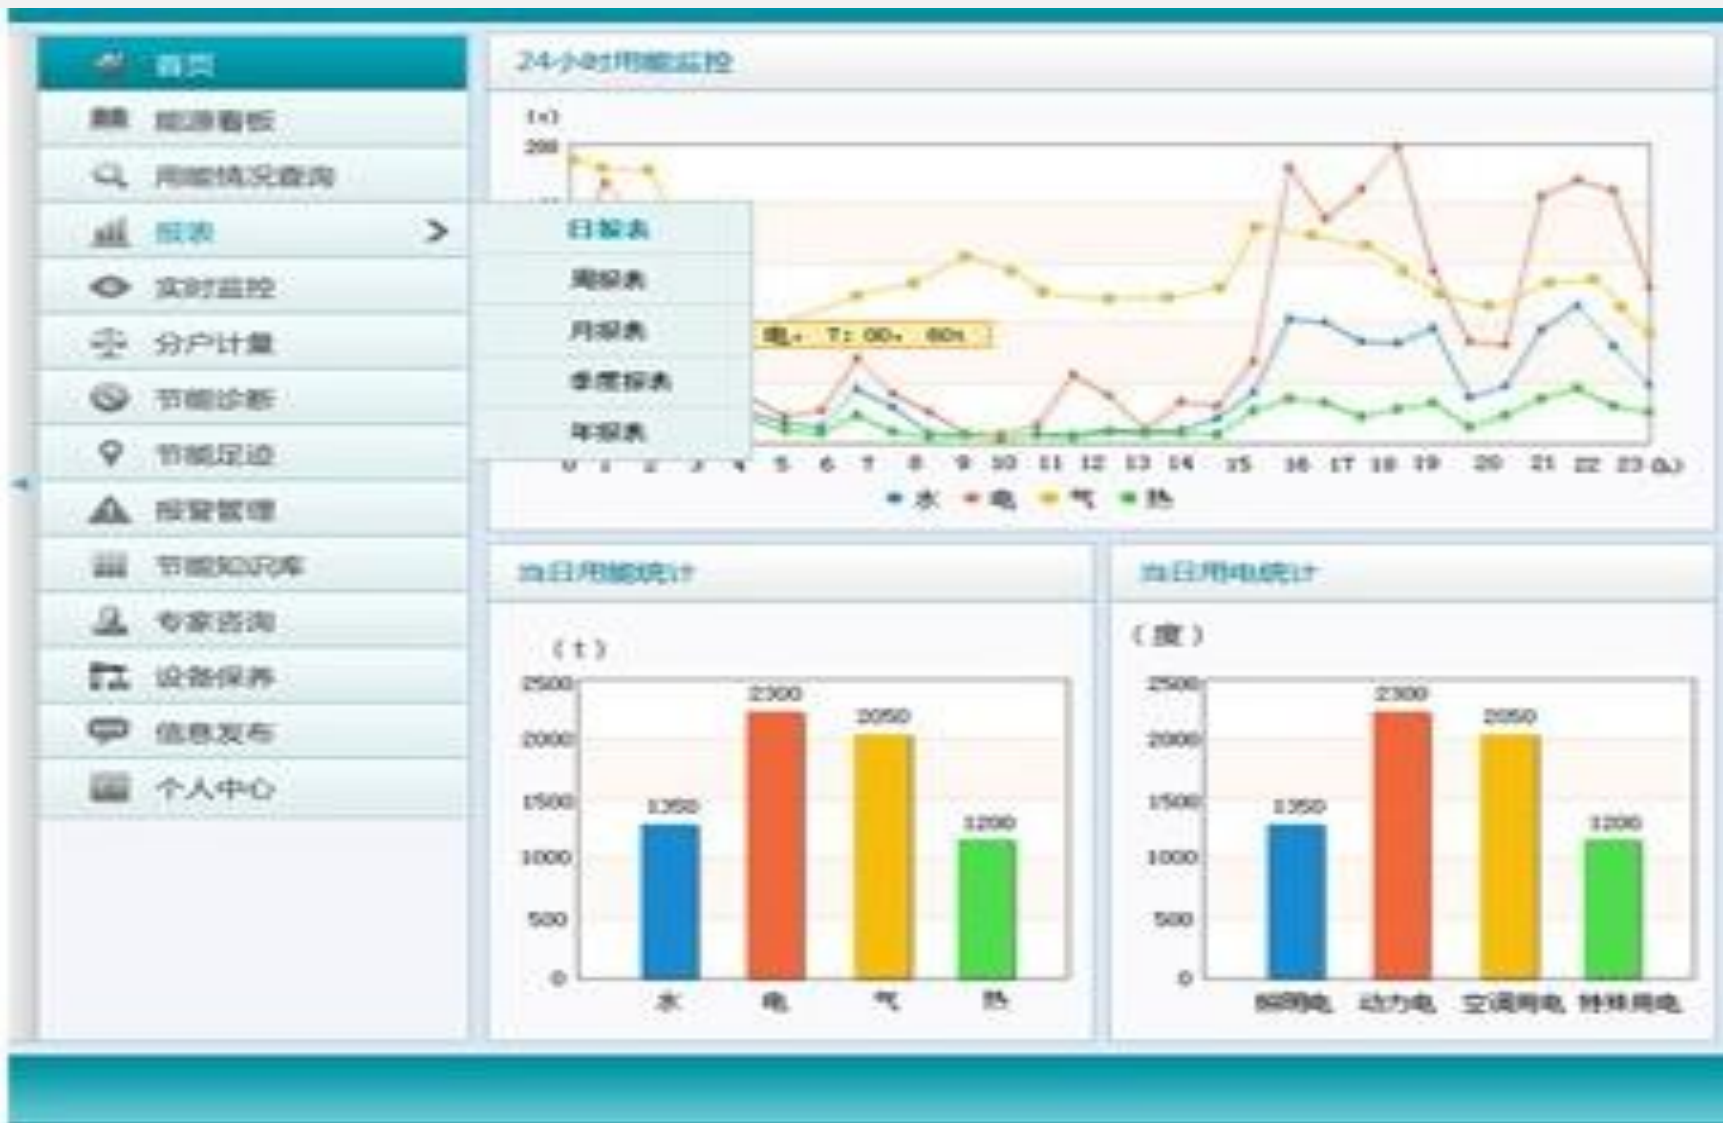 首页
能源看板
用能情况查询
报表
实时监控
分户计量
节能诊断
节能足迹
报警管理
节能知识库
专家咨询
设备保养
信息发布
个人中心
日报表
周报表
月报表
季度报表
年报表
24小时用能监控
200
电, 7:00, 60t
0 1 2 3 4 5 6 7 8 9 10 11 12 13 14 15 16 17 18 19 20 21 22 23 (h)
水 电 气 热
当日用能统计
(t)
2500
2000
1500
1000
500
0
1350
2300
2050
1200
水 电 气 热
当日用电统计
(度)
2500
2000
1500
1000
500
0
1350
2300
2050
1200
照明电 动力电 空调用电 特殊用电